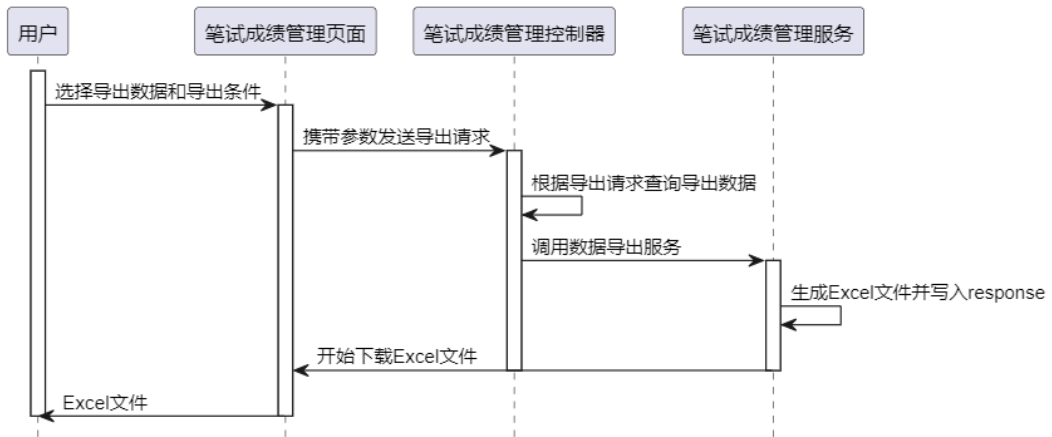 用户
笔试成绩管理页面
笔试成绩管理控制器
笔试成绩管理服务
选择导出数据和导出条件
携带参数发送导出请求
根据导出请求查询导出数据
调用数据导出服务
生成Excel文件并写入response
开始下载Excel文件
Excel文件